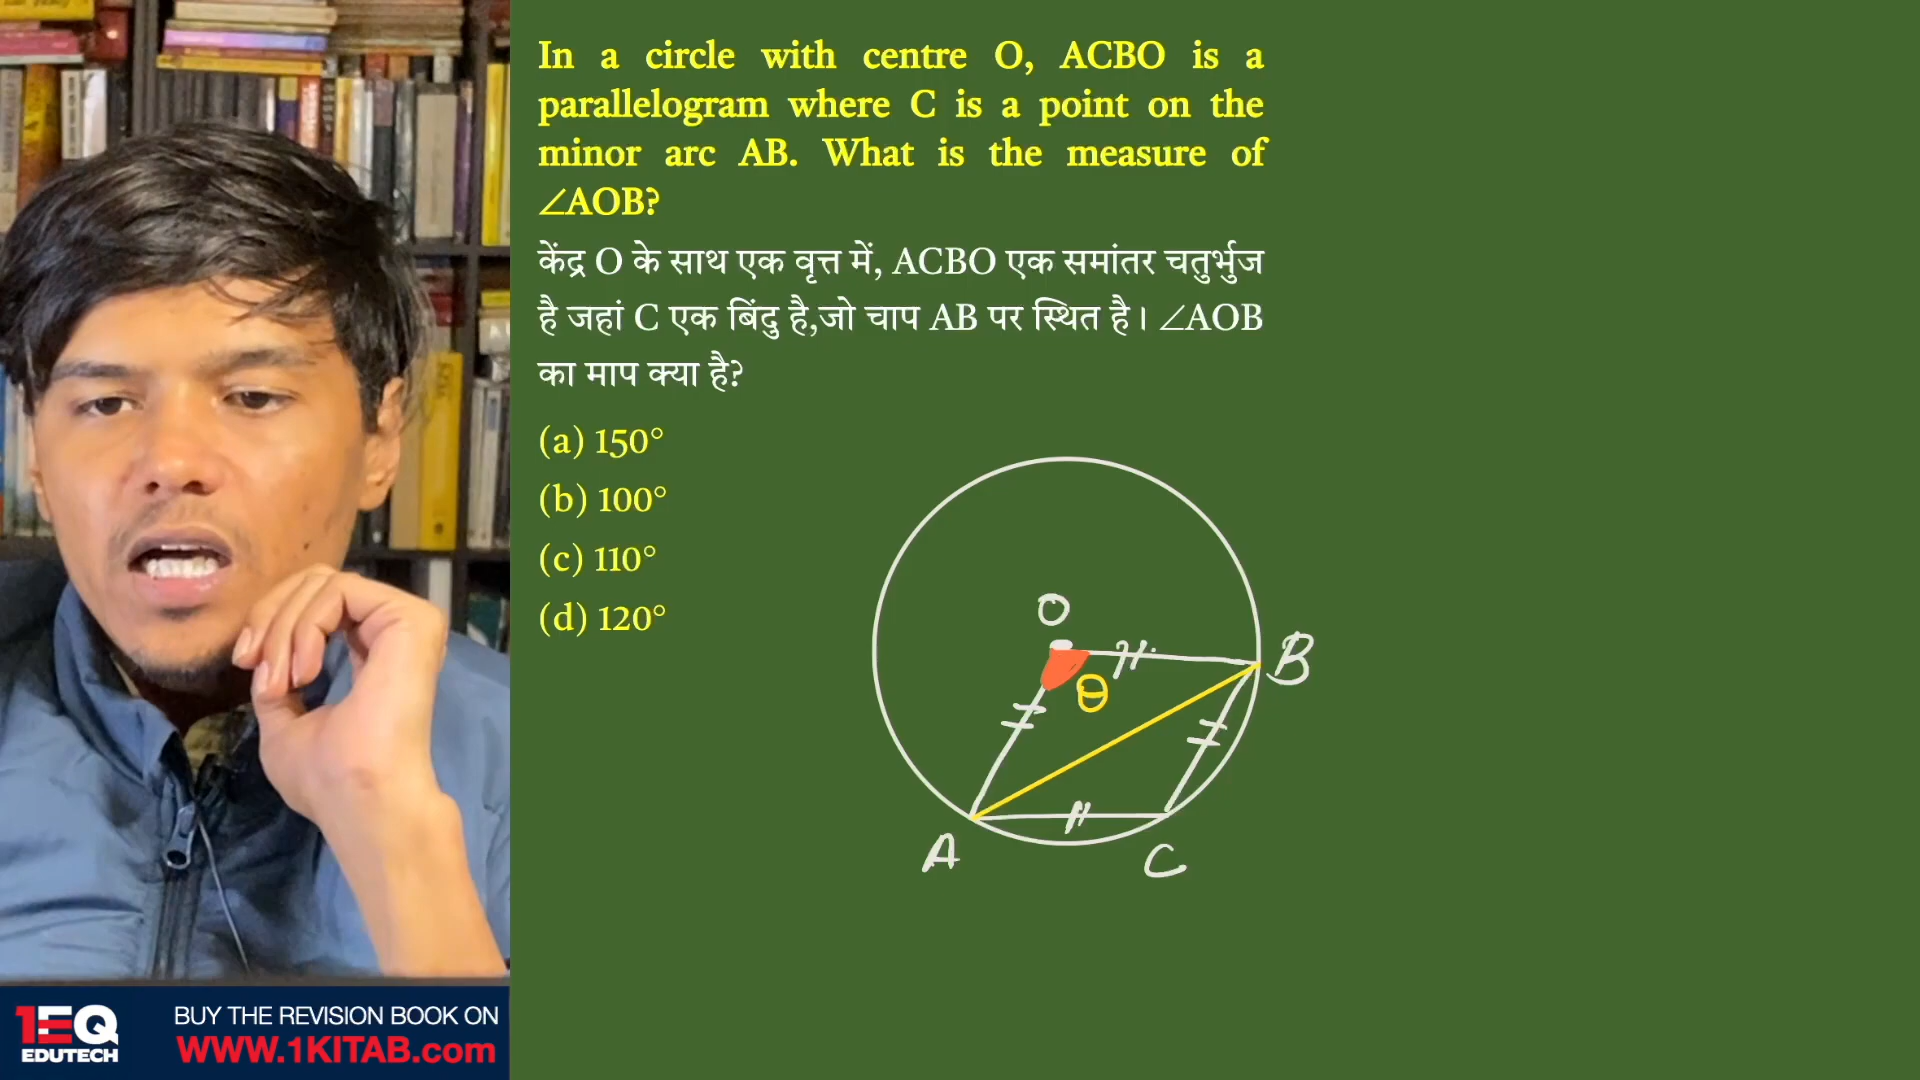 In a circle with centre O, ACBO is a
parallelogram where C is a point on the
minor arc AB. What is the measure of
∠AOB?
केंद्र O के साथ एक वृत्त में, ACBO एक समांतर चतुर्भुज
है जहां C एक बिंदु है,जो चाप AB पर स्थित है। ∠AOB
का माप क्या है?
(a) 150°
(b) 100°
(c) 110°
(d) 120°
O
B
θ
A
C
1EQ
EDUTECH
BUY THE REVISION BOOK ON
WWW.1KITAB.com